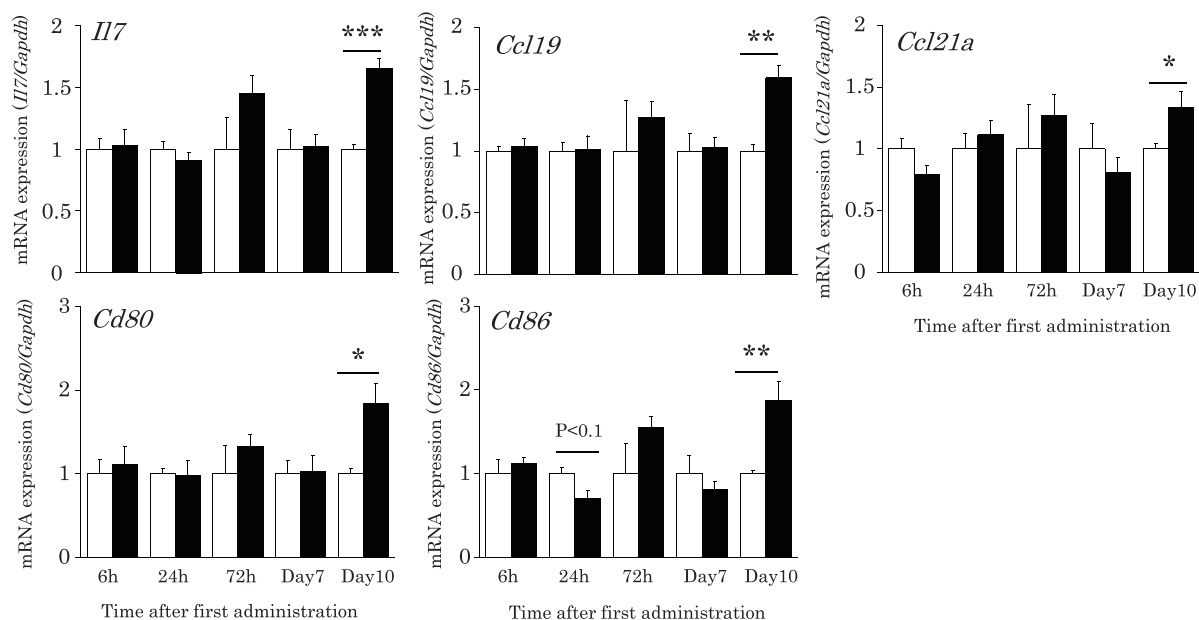 Il7
mRNA expression (Il7/Gapdh)
2
1.5
1
0.5
0
***
Ccl19
mRNA expression (Ccl19/Gapdh)
2
1.5
1
0.5
0
**
Ccl21a
mRNA expression (Ccl21a/Gapdh)
2
1.5
1
0.5
0
*
6h 24h 72h Day7 Day10
Time after first administration
Cd80
mRNA expression (Cd80/Gapdh)
3
2
1
0
*
6h 24h 72h Day7 Day10
Time after first administration
Cd86
mRNA expression (Cd86/Gapdh)
3
2
1
0
P<0.1
**
6h 24h 72h Day7 Day10
Time after first administration